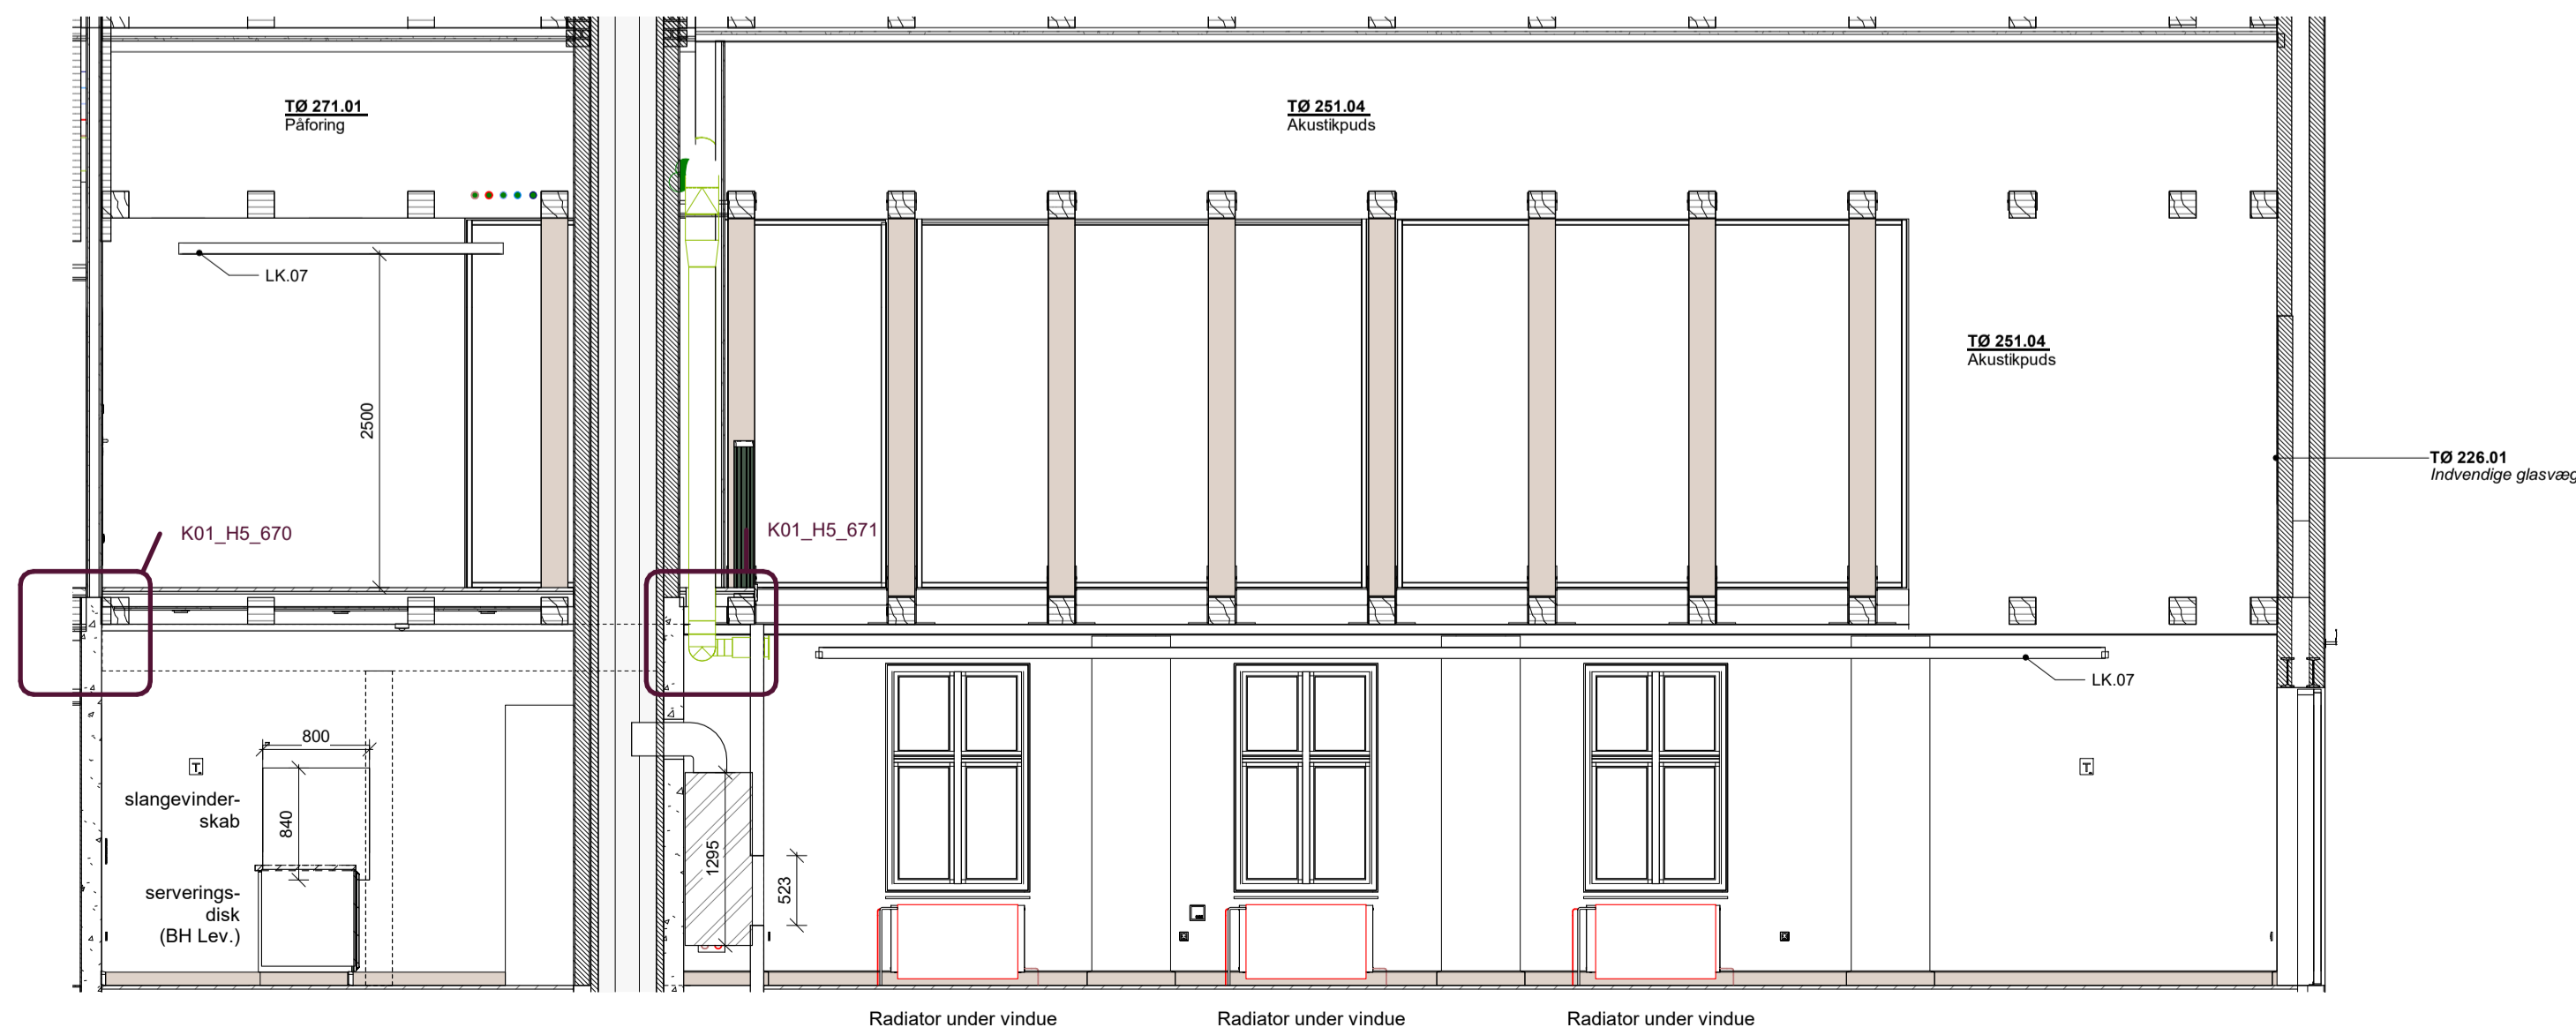 TØ 271.01
Påforing
TØ 251.04
Akustikpuds
LK.07
2500
TØ 251.04
Akustikpuds
TØ 226.01
Indvendige glasvæg
K01_H5_670
K01_H5_671
LK.07
800
T.
T.
slangevinder-
skab
840
1295
523
serverings-
disk
(BH Lev.)
Radiator under vindue
Radiator under vindue
Radiator under vindue